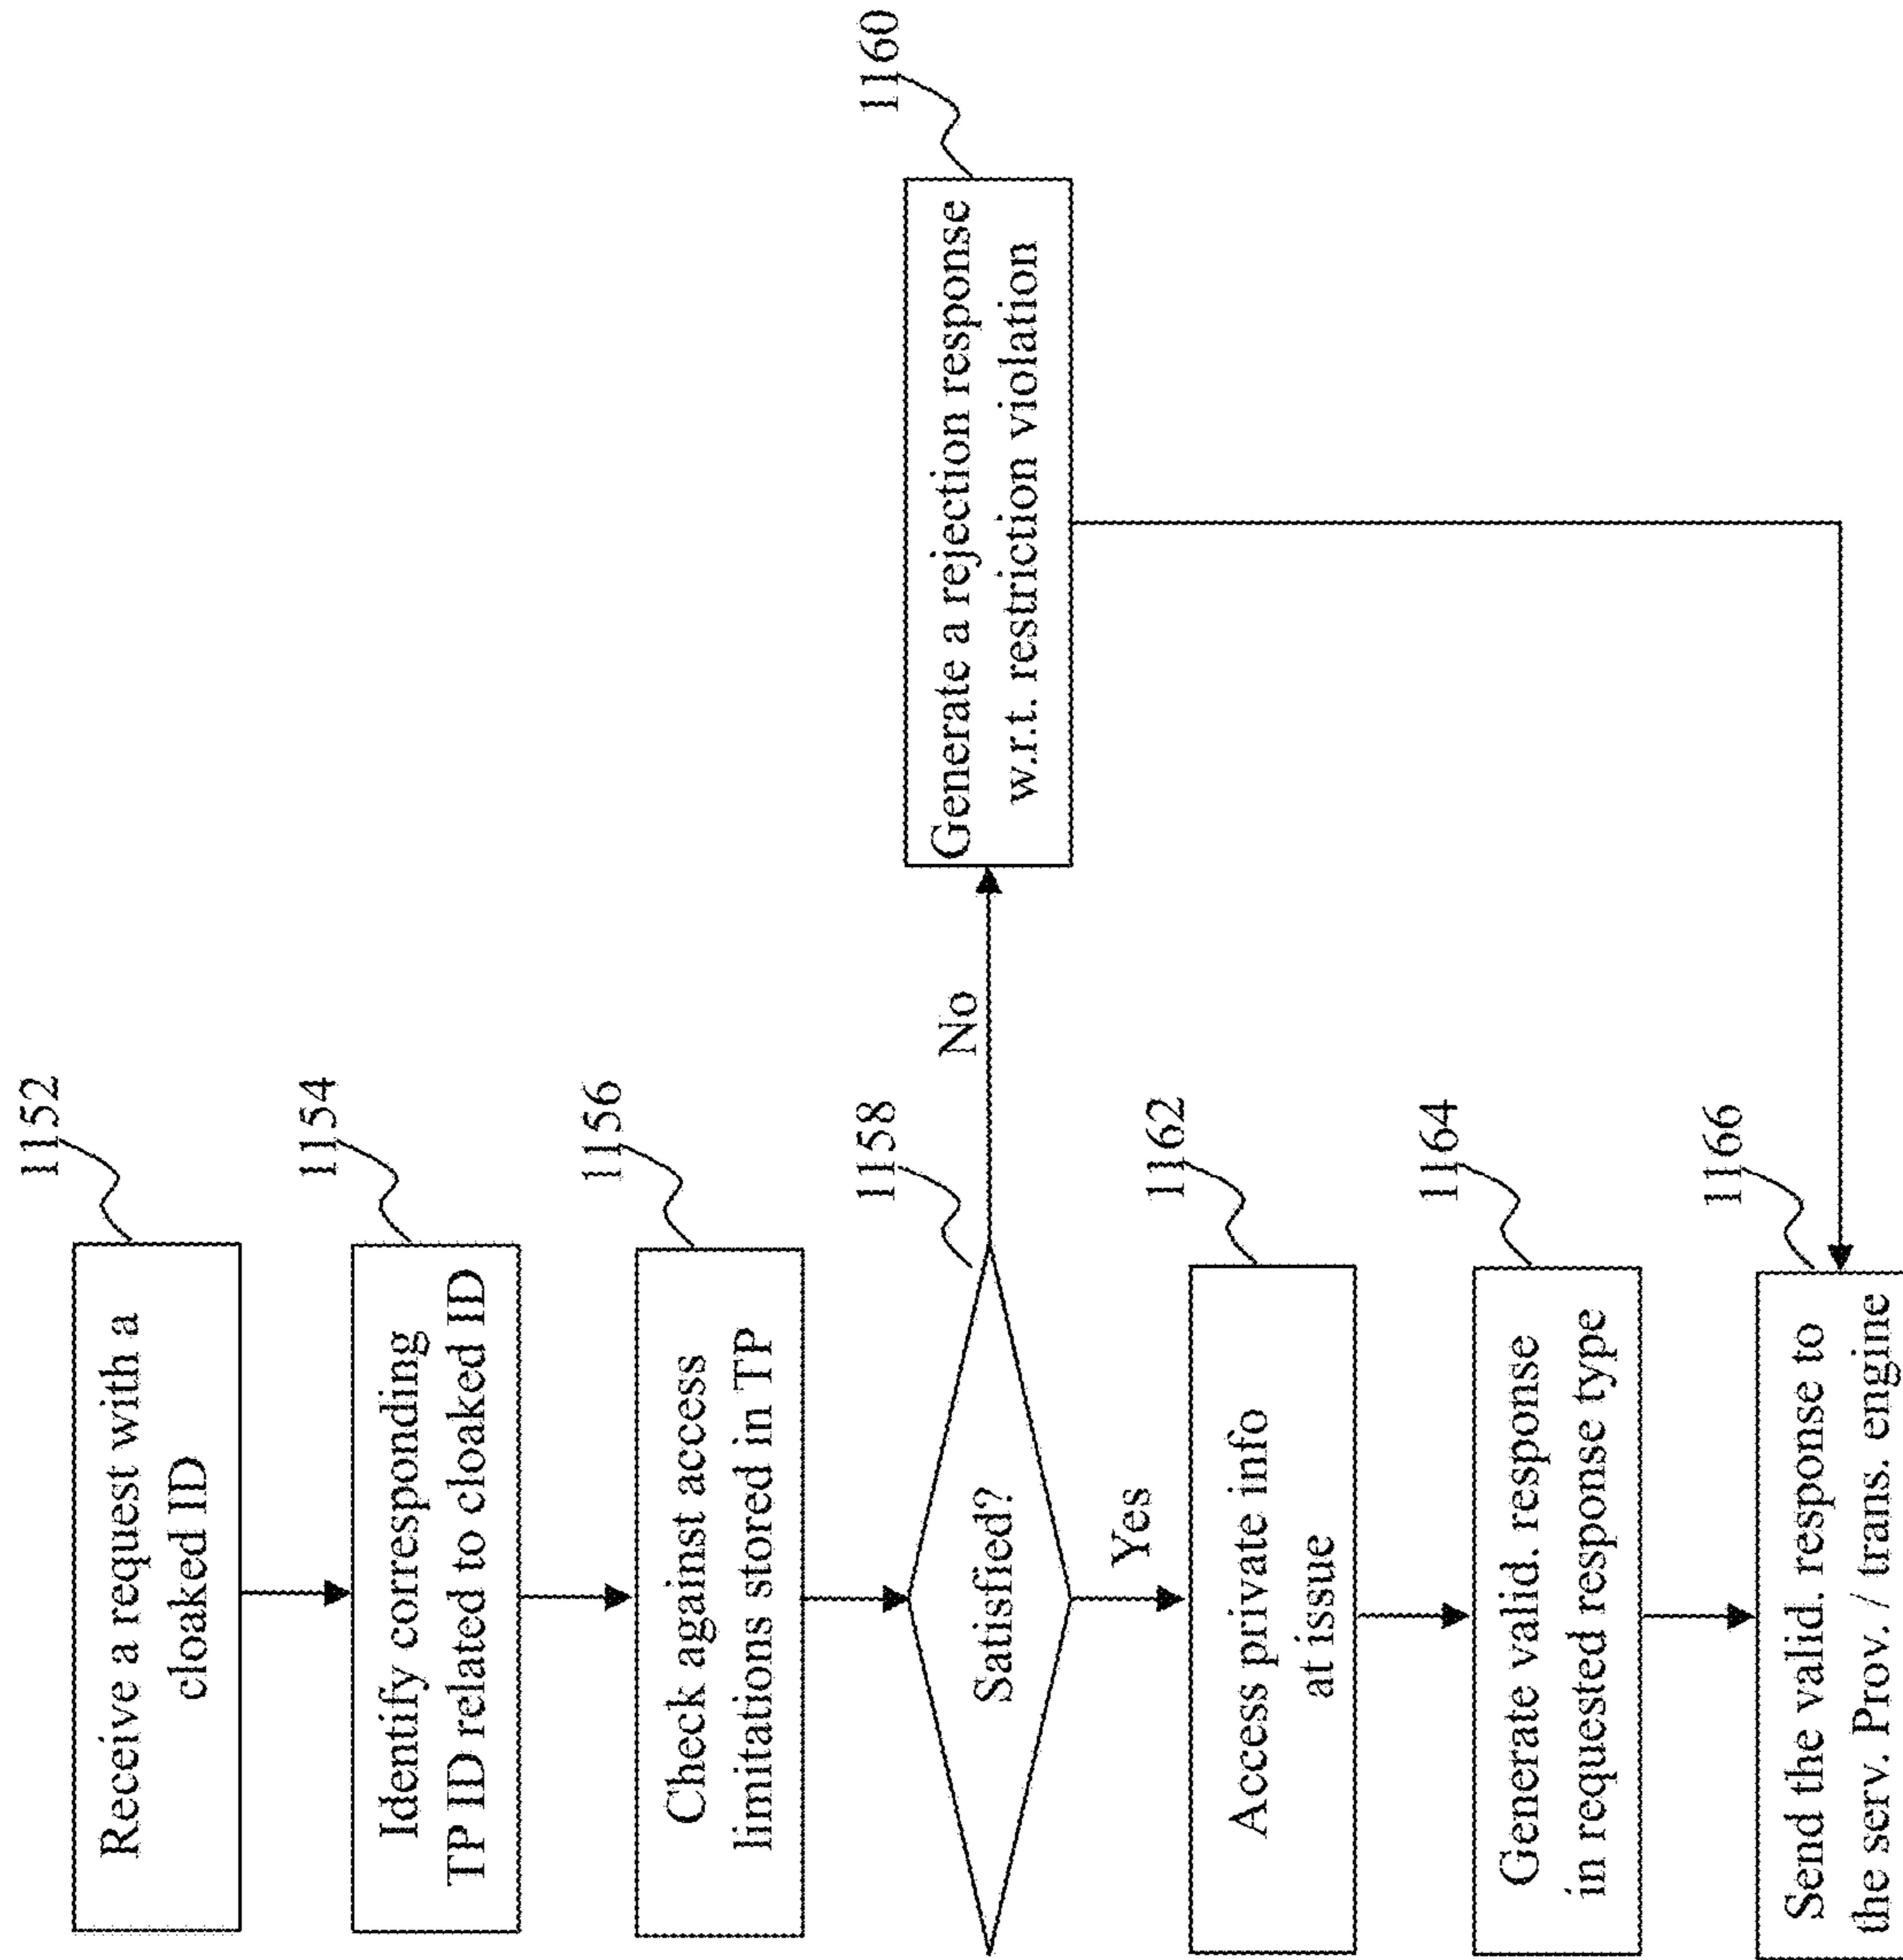 1152
Receive a request with a
cloaked ID
1154
Identify corresponding
TP ID related to cloaked ID
1156
Check against access
limitations stored in TP
1158
Satisfied?
No
1160
Generate a rejection response
w.r.t. restriction violation
Yes
1162
Access private info
at issue
1164
Generate valid. response
in requested response type
1166
Send the valid. response to
the serv. Prov. / trans. engine